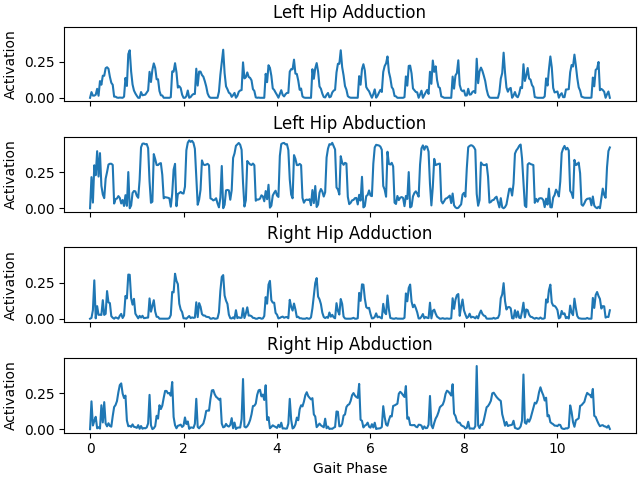 Left Hip Adduction
Activation
0.25
0.00
Left Hip Abduction
Activation
0.25
0.00
Right Hip Adduction
Activation
0.25
0.00
Right Hip Abduction
Activation
0.25
0.00
0 2 4 6 8 10
Gait Phase